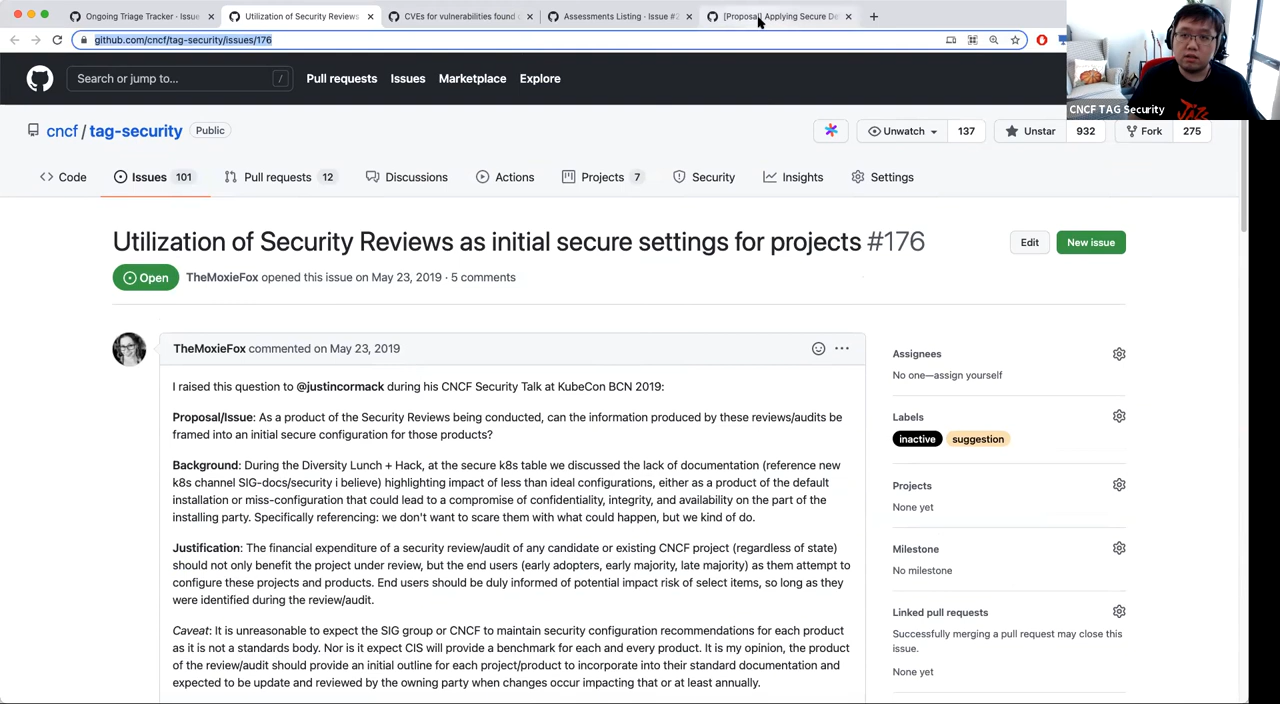 Ongoing Triage Tracker · Issue
Utilization of Security Reviews
CVEs for vulnerabilities found
Assessments Listing · Issue #2
[Proposal] Applying Secure De
github.com/cncf/tag-security/issues/176
Search or jump to... /
Pull requests Issues Marketplace Explore
CNCF TAG Security
cncf / tag-security Public
Unwatch 137 Unstar 932 Fork 275
Code Issues 101 Pull requests 12 Discussions Actions Projects 7 Security Insights Settings
Utilization of Security Reviews as initial secure settings for projects #176
Edit New issue
Open TheMoxieFox opened this issue on May 23, 2019 · 5 comments
TheMoxieFox commented on May 23, 2019
I raised this question to @justincormack during his CNCF Security Talk at KubeCon BCN 2019:
Proposal/Issue: As a product of the Security Reviews being conducted, can the information produced by these reviews/audits be
framed into an initial secure configuration for those products?
Background: During the Diversity Lunch + Hack, at the secure k8s table we discussed the lack of documentation (reference new
k8s channel SIG-docs/security i believe) highlighting impact of less than ideal configurations, either as a product of the default
installation or miss-configuration that could lead to a compromise of confidentiality, integrity, and availability on the part of the
installing party. Specifically referencing: we don't want to scare them with what could happen, but we kind of do.
Justification: The financial expenditure of a security review/audit of any candidate or existing CNCF project (regardless of state)
should not only benefit the project under review, but the end users (early adopters, early majority, late majority) as them attempt to
configure these projects and products. End users should be duly informed of potential impact risk of select items, so long as they
were identified during the review/audit.
Caveat: It is unreasonable to expect the SIG group or CNCF to maintain security configuration recommendations for each product
as it is not a standards body. Nor is it expect CIS will provide a benchmark for each and every product. It is my opinion, the product
of the review/audit should provide an initial outline for each project/product to incorporate into their standard documentation and
expected to be update and reviewed by the owning party when changes occur impacting that or at least annually.
Assignees
No one—assign yourself
Labels
inactive suggestion
Projects
None yet
Milestone
No milestone
Linked pull requests
Successfully merging a pull request may close this
issue.
None yet